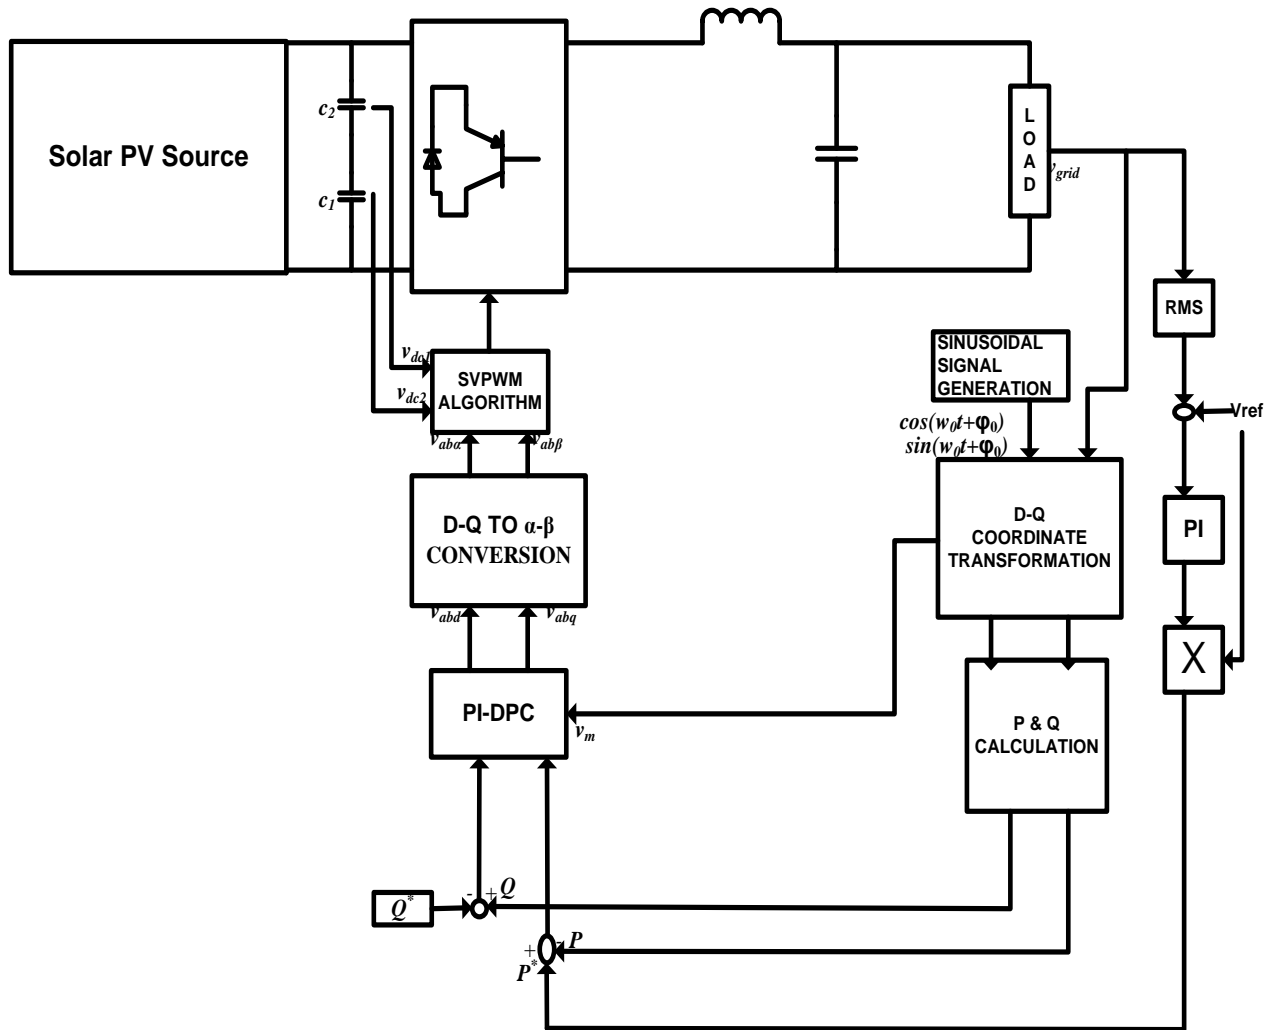 Solar PV Source
c2
c1
LOAD
vgrid
RMS
SINUSOIDAL
SIGNAL
GENERATION
vdc1
SVPWM
ALGORITHM
vdc2
Vref
cos(w0t+φ0)
sin(w0t+φ0)
vabα
vabβ
D-Q TO α-β
CONVERSION
D-Q
COORDINATE
TRANSFORMATION
PI
vabd
vabq
X
PI-DPC
vm
P & Q
CALCULATION
Q*
- + Q
+ - P
P*